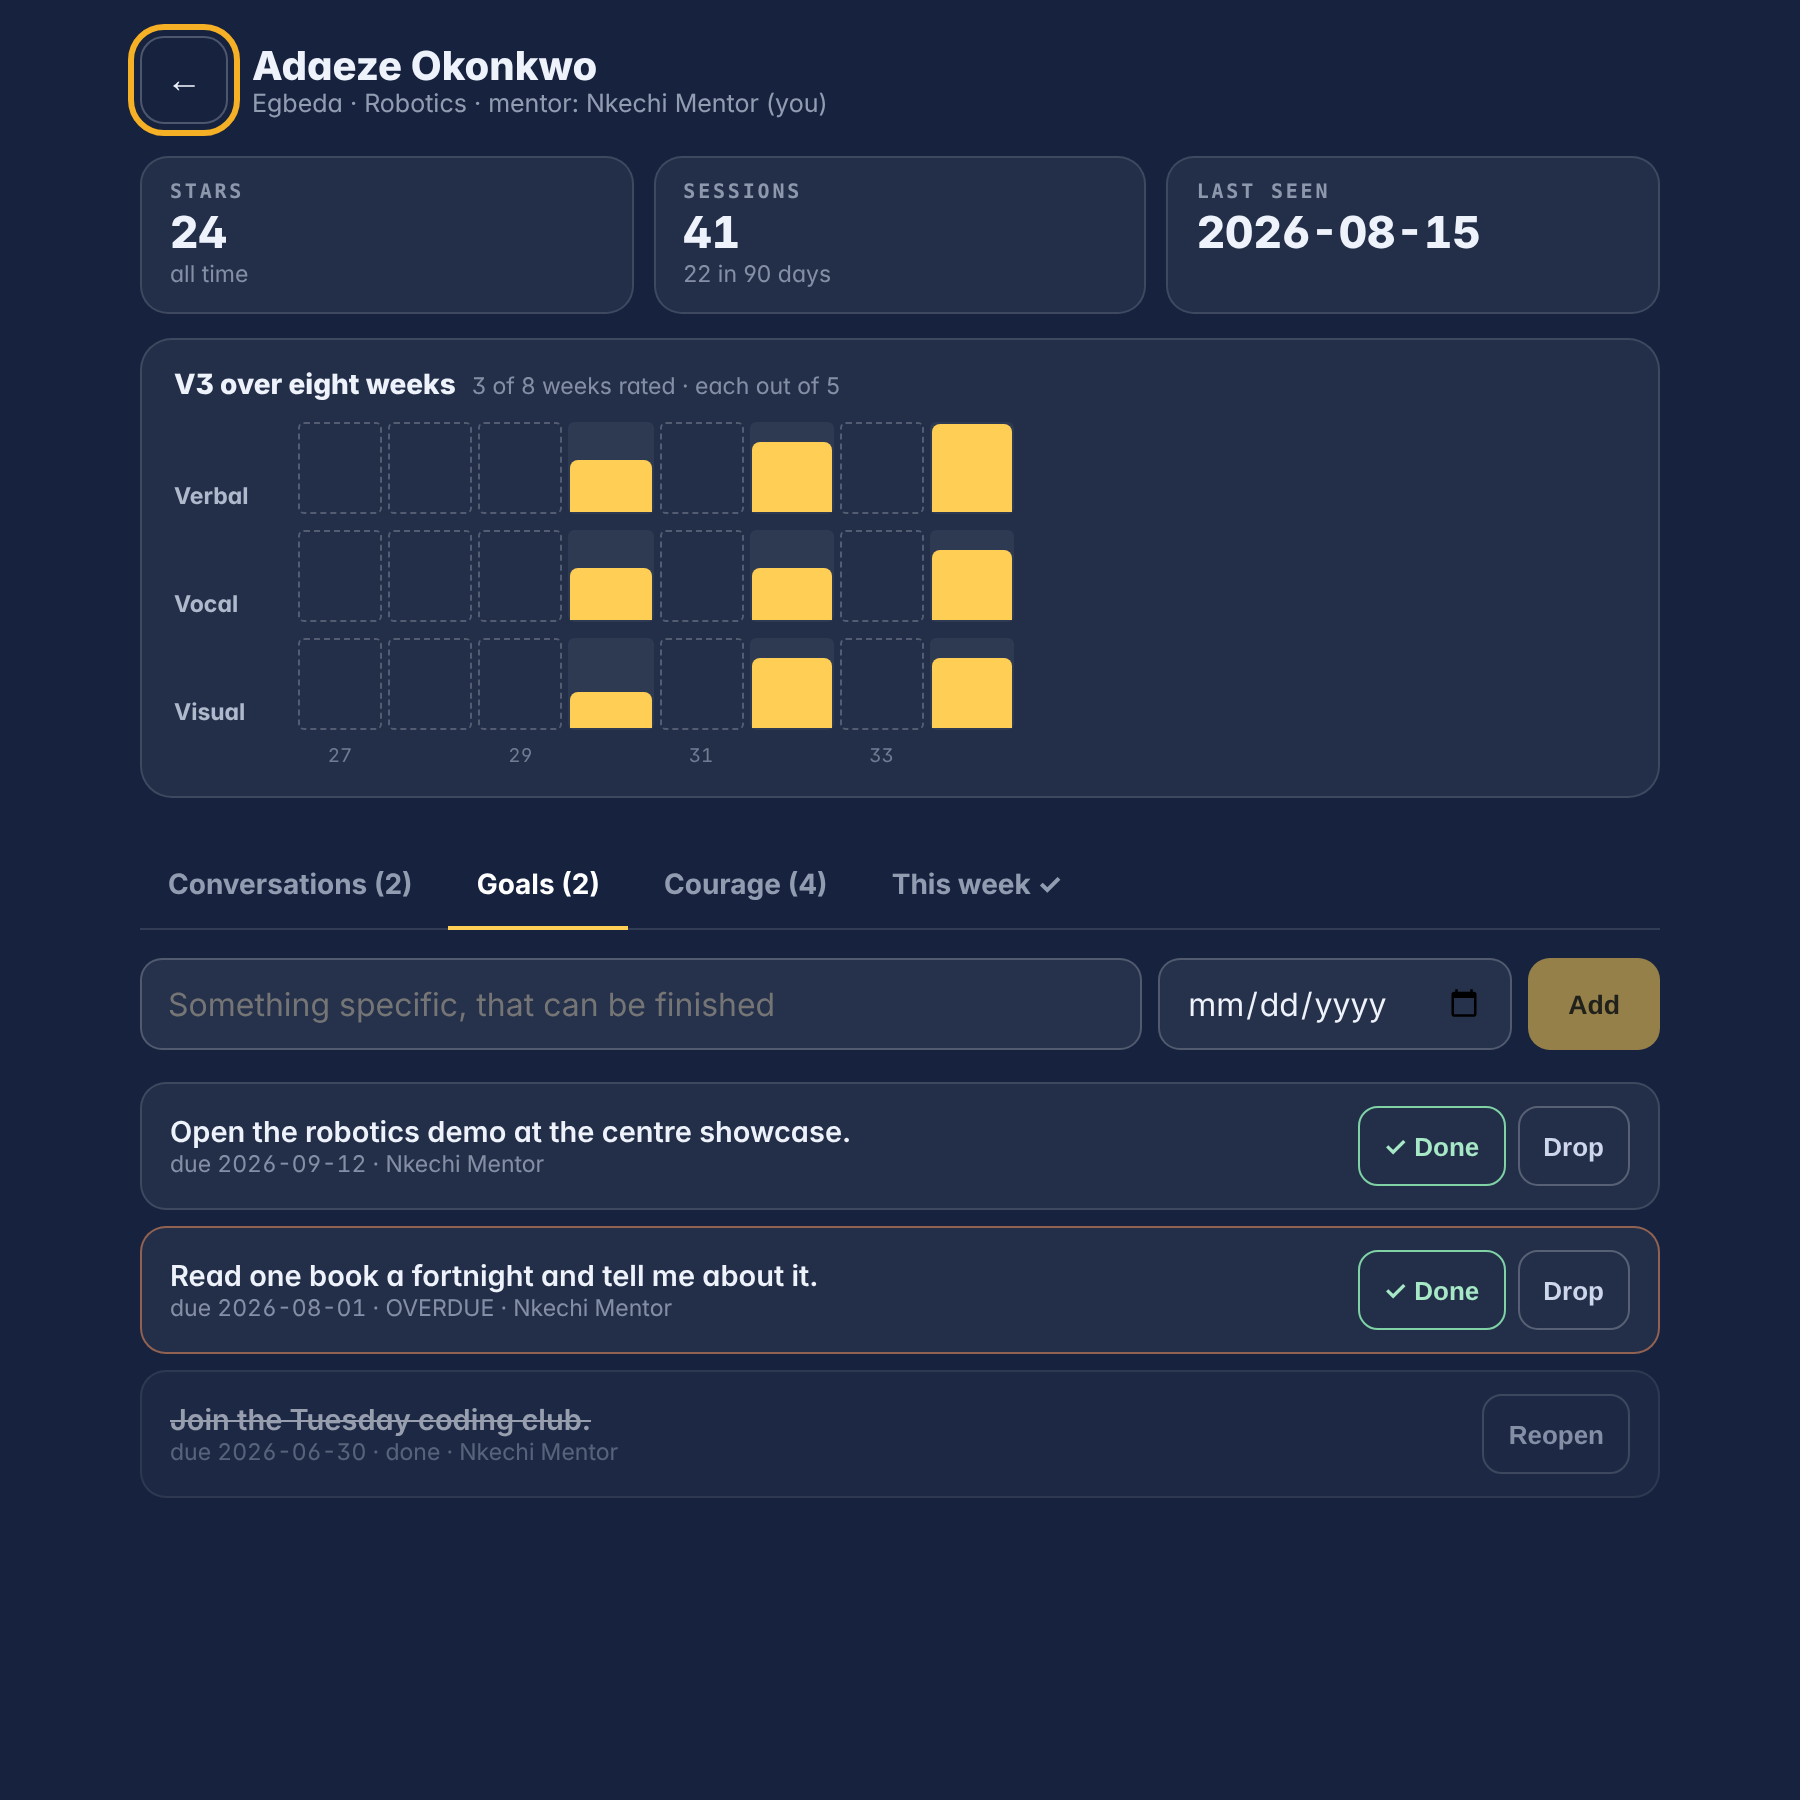 ←
Adaeze Okonkwo
Egbeda · Robotics · mentor: Nkechi Mentor (you)
STARS
24
all time
SESSIONS
41
22 in 90 days
LAST SEEN
2026-08-15
V3 over eight weeks 3 of 8 weeks rated · each out of 5
Verbal
Vocal
Visual
27 29 31 33
Conversations (2) Goals (2) Courage (4) This week ✓
Something specific, that can be finished mm/dd/yyyy Add
Open the robotics demo at the centre showcase.
due 2026-09-12 · Nkechi Mentor
✓ Done Drop
Read one book a fortnight and tell me about it.
due 2026-08-01 · OVERDUE · Nkechi Mentor
✓ Done Drop
Join the Tuesday coding club.
due 2026-06-30 · done · Nkechi Mentor
Reopen